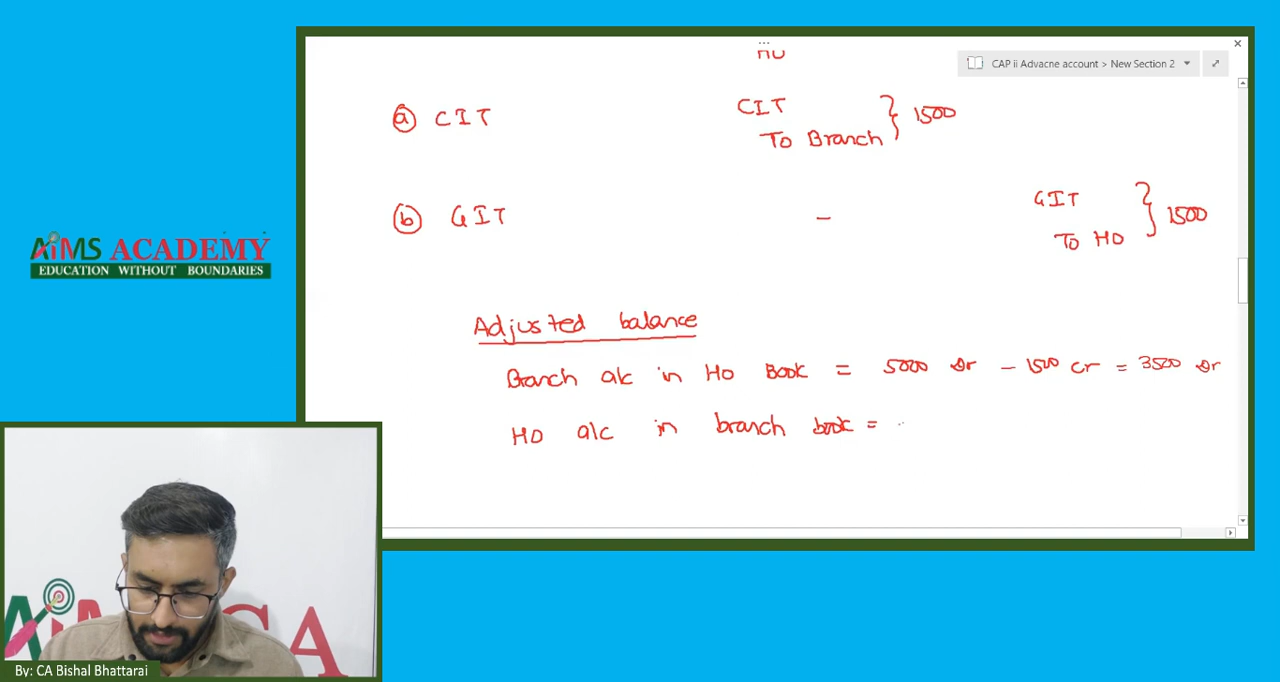 HO
CAP ii Advacne account > New Section 2
ⓐ CIT CIT
To Branch } 1500
ⓑ GIT – GIT
To HO } 1500
AiMS ACADEMY
EDUCATION WITHOUT BOUNDARIES
Adjusted balance
Branch a/c in HO Book = 5000 Dr – 1500 cr = 3500 Dr
HO a/c in branch book =
CA
By: CA Bishal Bhattarai